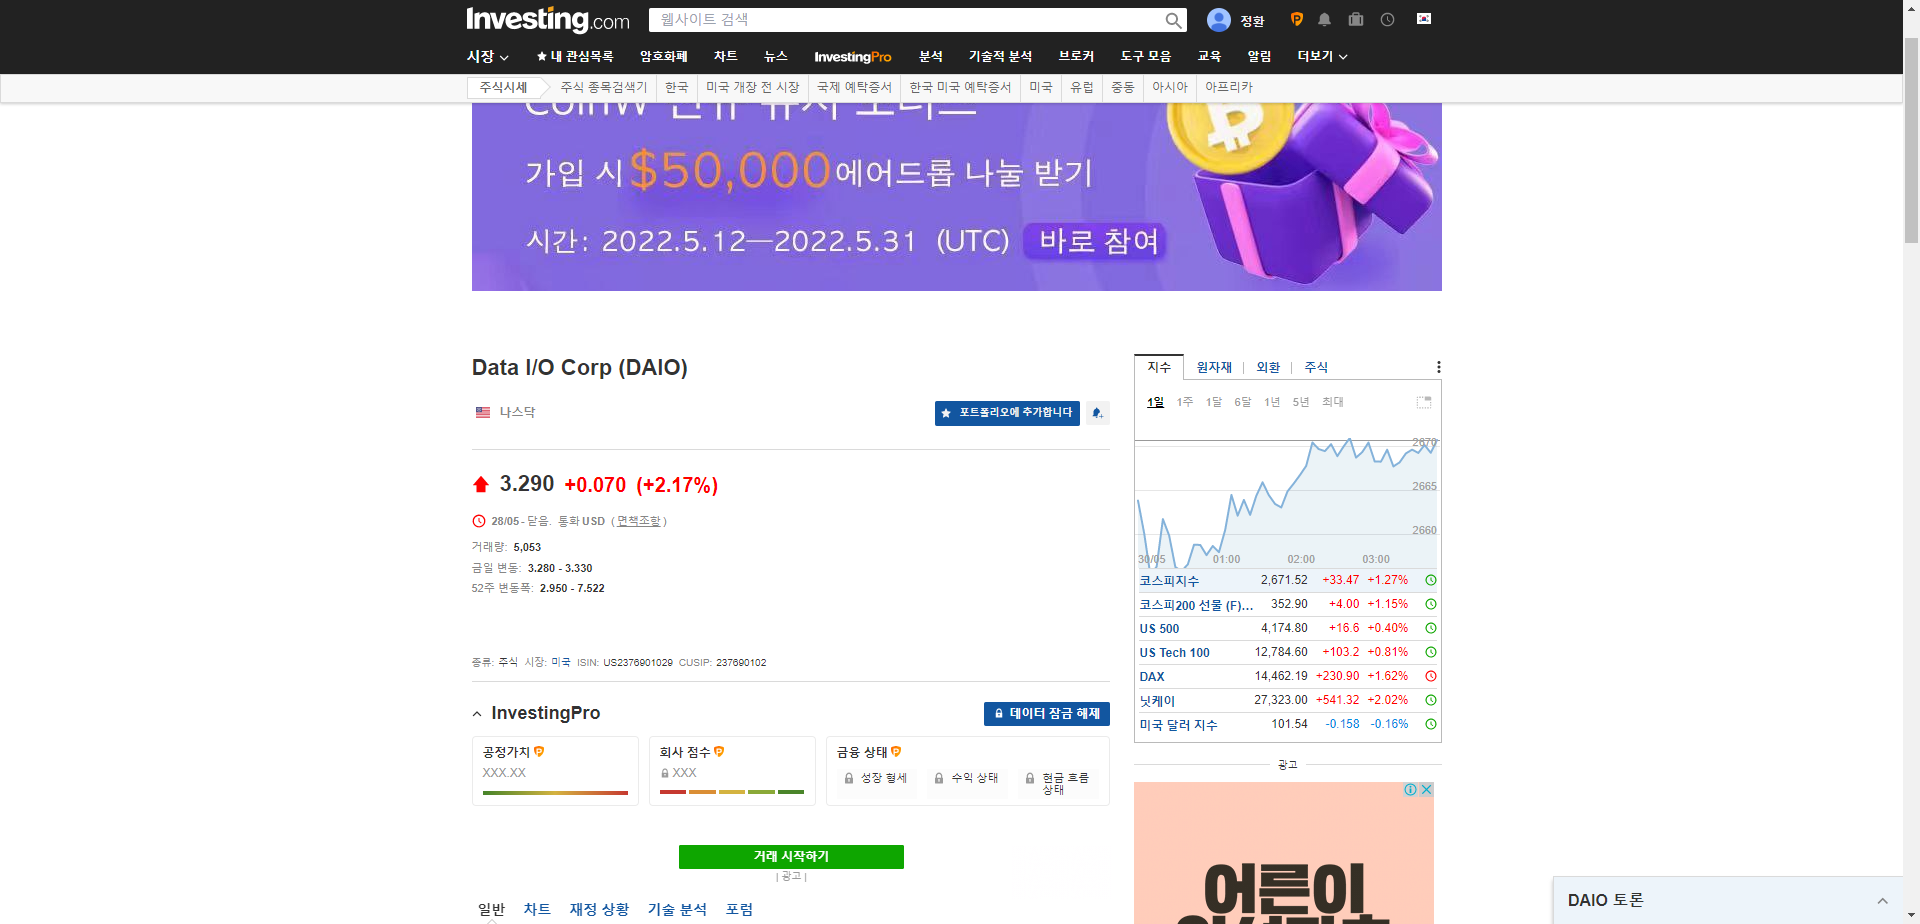 Investing.com
웹사이트 검색
정환
시장
내 관심목록
암호화폐
차트
뉴스
InvestingPro
분석
기술적 분석
브로커
도구 모음
교육
알림
더보기
주식시세
주식 종목검색기
한국
미국 개장 전 시장
국제 예탁증서
한국 미국 예탁증서
미국
유럽
중동
아시아
아프리카
가입 시 $50,000 에어드롭 나눌 받기
시간: 2022.5.12—2022.5.31 (UTC) 바로 참여
Data I/O Corp (DAIO)
나스닥
포트폴리오에 추가합니다
3.290 +0.070 (+2.17%)
28/05 - 닫음. 통화 USD ( 면책조항 )
거래량: 5,053
금일 변동: 3.280 - 3.330
52주 변동폭: 2.950 - 7.522
종류: 주식 시장: 미국 ISIN: US2376901029 CUSIP: 237690102
InvestingPro
데이터 잠금 해제
공정가치
XXX.XX
회사 점수
XXX
금융 상태
성장 형세
수익 상태
현금 흐름
상태
거래 시작하기
| 광고 |
일반 차트 재정 상황 기술 분석 포럼
지수 원자재 외환 주식
1일 1주 1달 6달 1년 5년 최대
2670
2665
2660
30/05 01:00 02:00 03:00
코스피지수 2,671.52 +33.47 +1.27%
코스피200 선물 (F)... 352.90 +4.00 +1.15%
US 500 4,174.80 +16.6 +0.40%
US Tech 100 12,784.60 +103.2 +0.81%
DAX 14,462.19 +230.90 +1.62%
닛케이 27,323.00 +541.32 +2.02%
미국 달러 지수 101.54 -0.158 -0.16%
광고
어른이
DAIO 토론